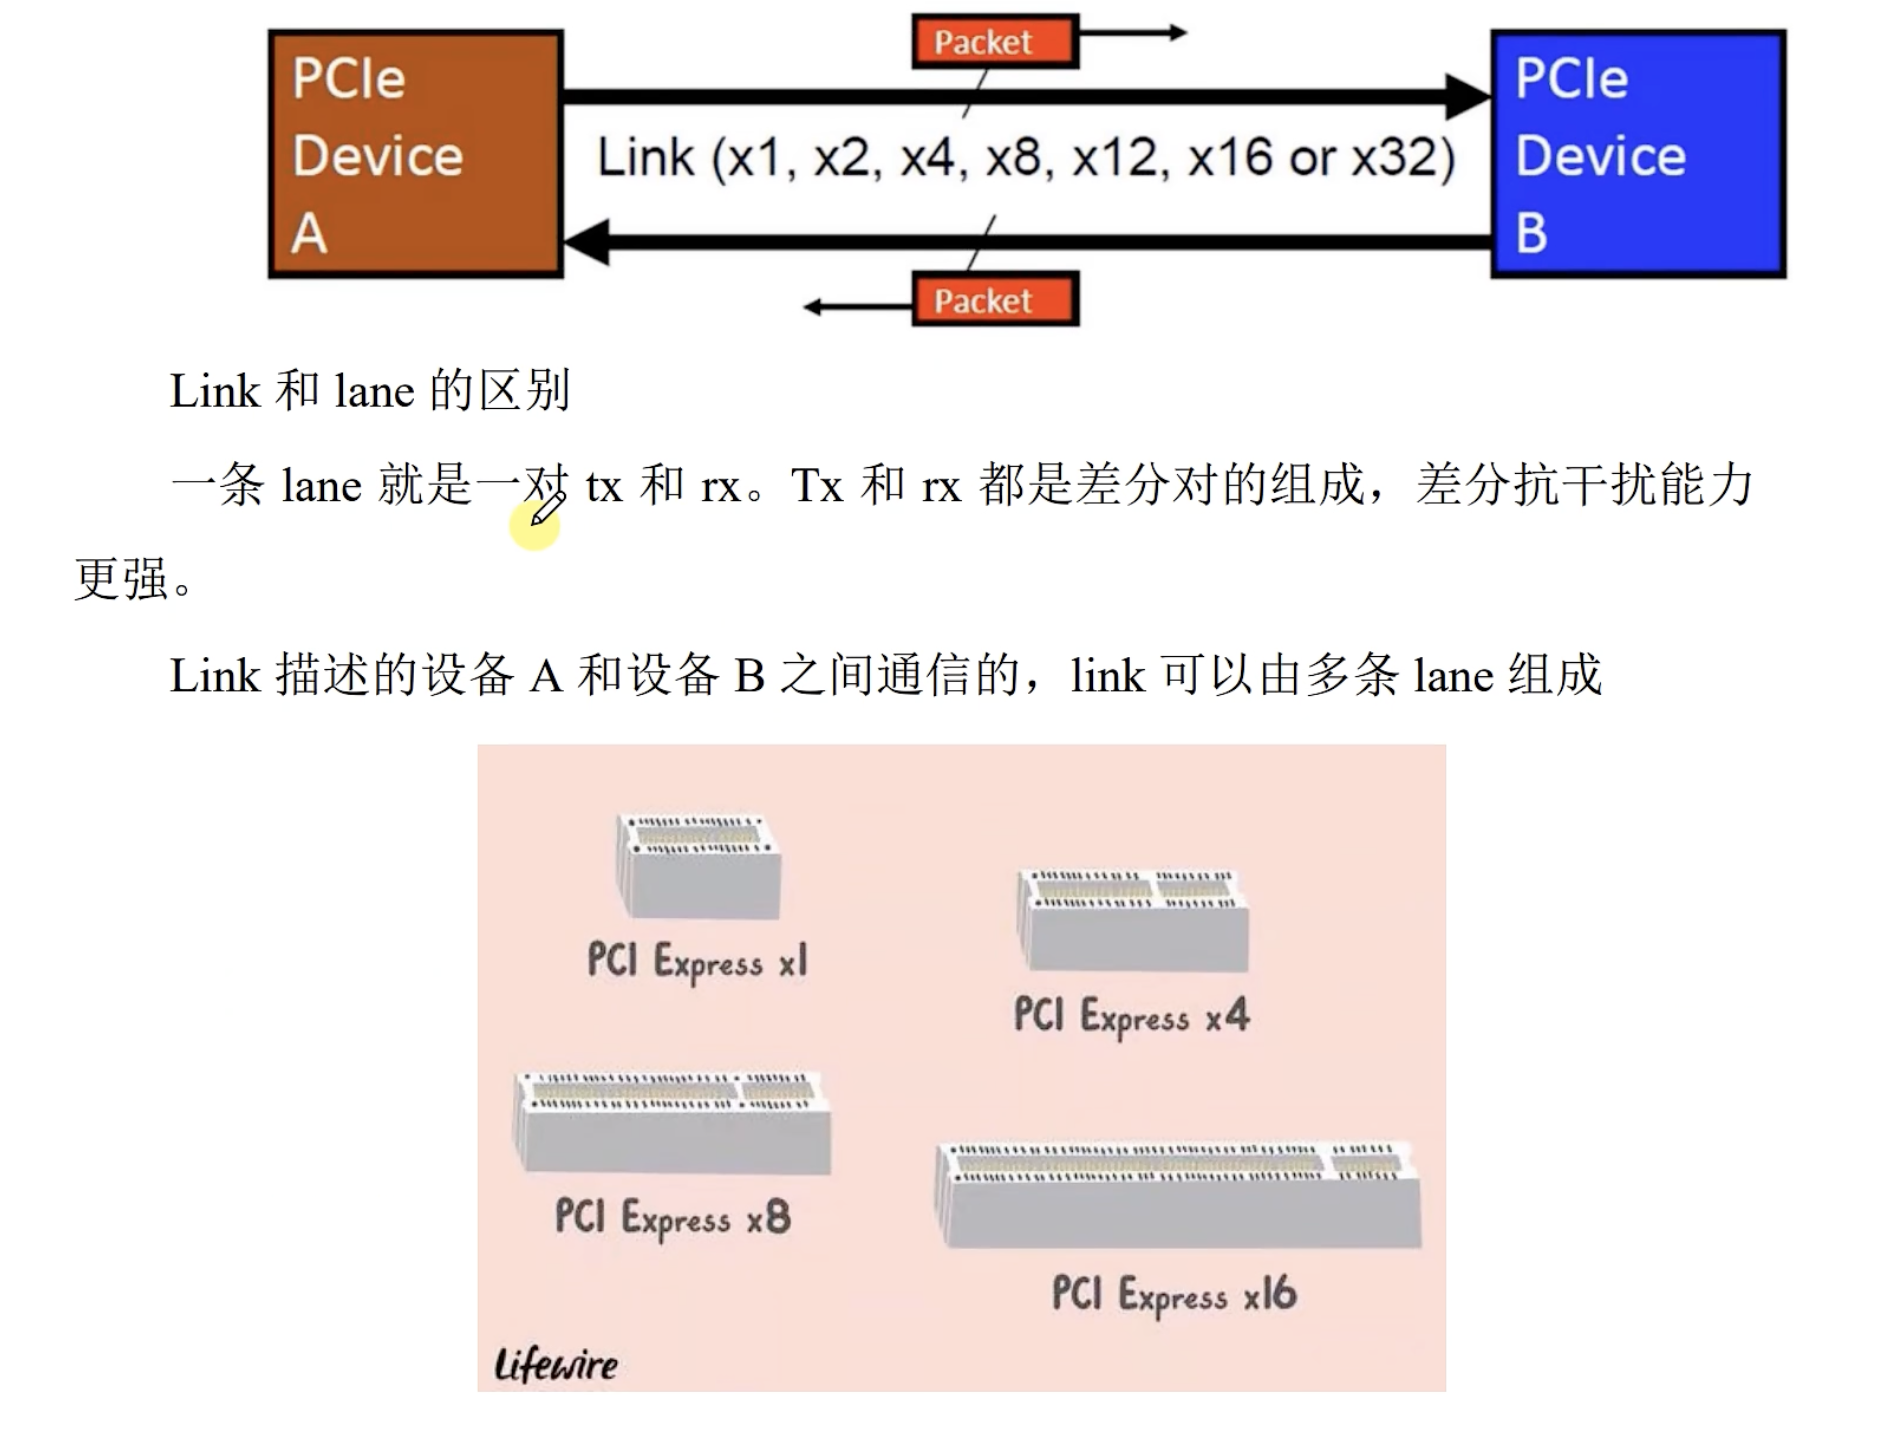 Packet
PCIe
Device
A
Link (x1, x2, x4, x8, x12, x16 or x32)
PCIe
Device
B
Packet
Link 和 lane 的区别
一条 lane 就是一对 tx 和 rx。Tx 和 rx 都是差分对的组成，差分抗干扰能力
更强。
Link 描述的设备 A 和设备 B 之间通信的，link 可以由多条 lane 组成
PCI Express x1
PCI Express x4
PCI Express x8
PCI Express x16
Lifewire